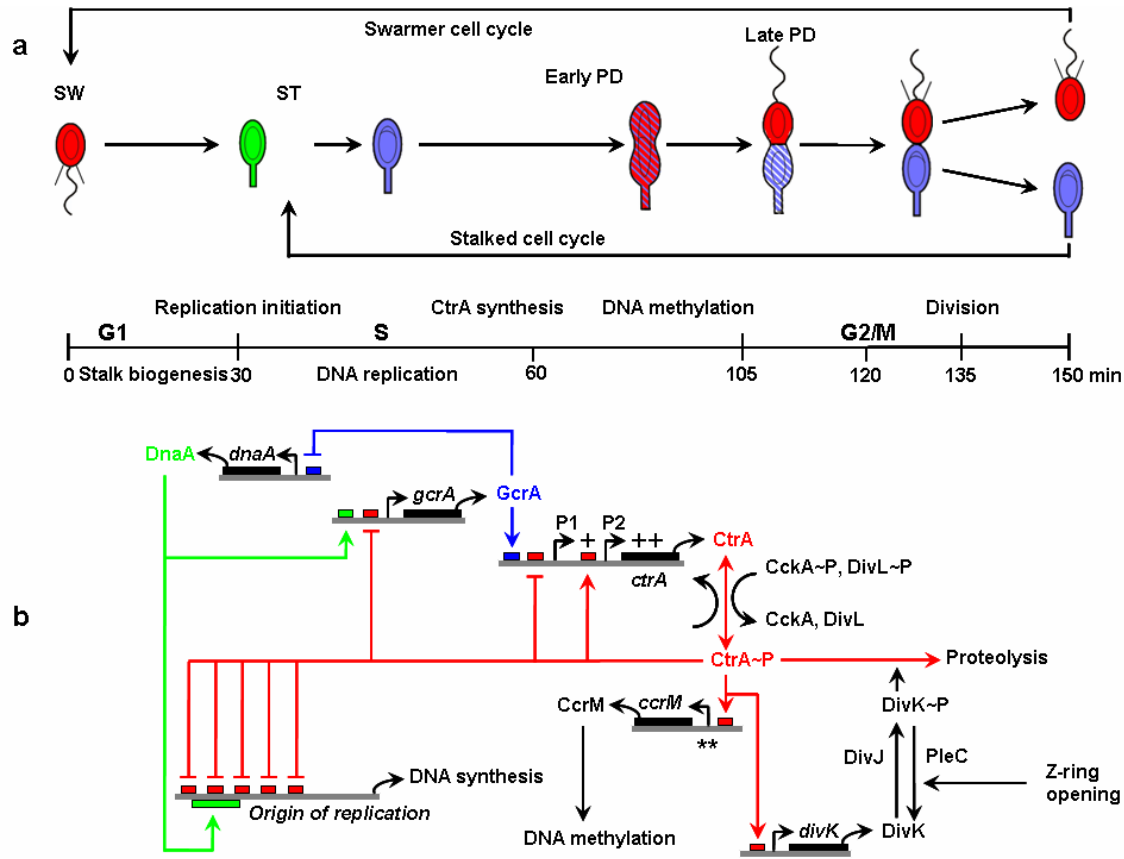 a
Swarmer cell cycle
SW
ST
Early PD
Late PD
Stalked cell cycle
Replication initiation
CtrA synthesis
DNA methylation
Division
G1
S
G2/M
0
Stalk biogenesis
30
DNA replication
60
105
120
135
150 min
b
DnaA
dnaA
gcrA
GcrA
P1
+
P2
++
CtrA
ctrA
CckA~P, DivL~P
CckA, DivL
CtrA~P
Proteolysis
CcrM
ccrM
**
DivK~P
DivJ
PleC
Z-ring
opening
DNA synthesis
Origin of replication
DNA methylation
divK
DivK